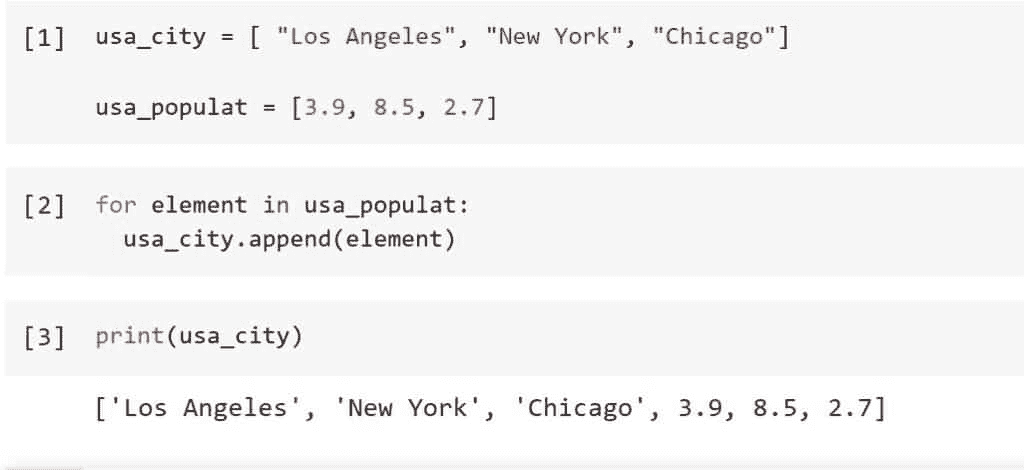 [1] usa_city = [ "Los Angeles", "New York", "Chicago"]
usa_populat = [3.9, 8.5, 2.7]
[2] for element in usa_populat:
usa_city.append(element)
[3] print(usa_city)
['Los Angeles', 'New York', 'Chicago', 3.9, 8.5, 2.7]